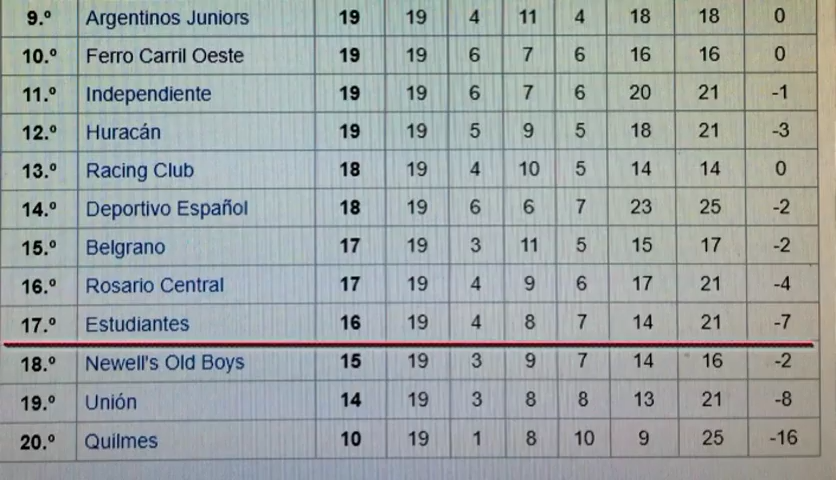 9.º Argentinos Juniors 19 19 4 11 4 18 18 0
10.º Ferro Carril Oeste 19 19 6 7 6 16 16 0
11.º Independiente 19 19 6 7 6 20 21 -1
12.º Huracán 19 19 5 9 5 18 21 -3
13.º Racing Club 18 19 4 10 5 14 14 0
14.º Deportivo Español 18 19 6 6 7 23 25 -2
15.º Belgrano 17 19 3 11 5 15 17 -2
16.º Rosario Central 17 19 4 9 6 17 21 -4
17.º Estudiantes 16 19 4 8 7 14 21 -7
18.º Newell's Old Boys 15 19 3 9 7 14 16 -2
19.º Unión 14 19 3 8 8 13 21 -8
20.º Quilmes 10 19 1 8 10 9 25 -16